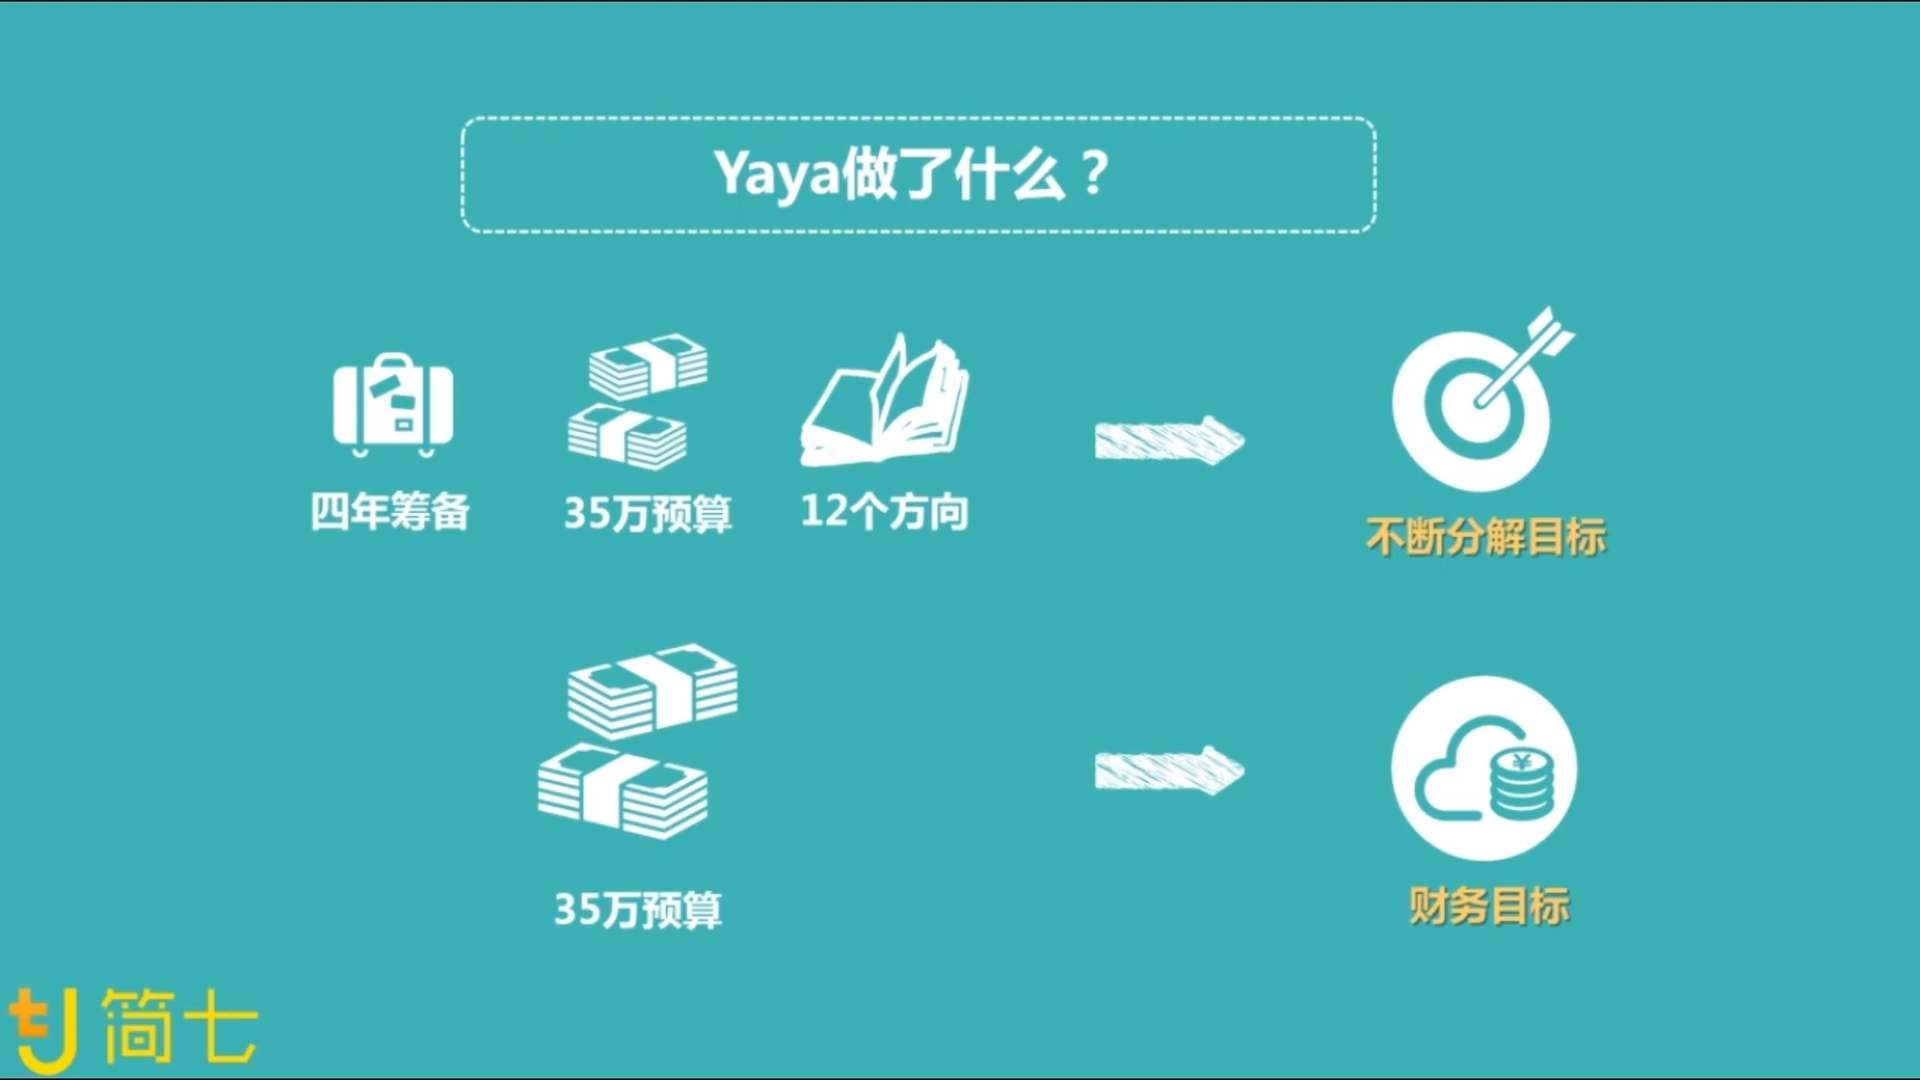 Yaya做了什么？
四年筹备
35万预算
12个方向
不断分解目标
¥
35万预算
财务目标
简七